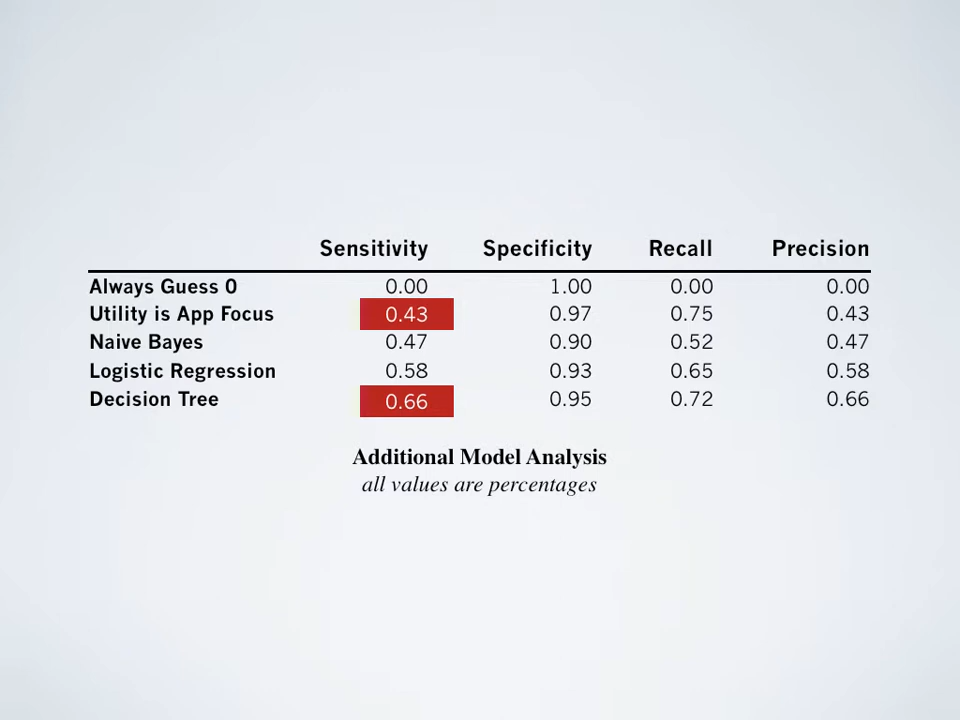 Sensitivity Specificity Recall Precision
Always Guess 0 0.00 1.00 0.00 0.00
Utility is App Focus 0.43 0.97 0.75 0.43
Naive Bayes 0.47 0.90 0.52 0.47
Logistic Regression 0.58 0.93 0.65 0.58
Decision Tree 0.66 0.95 0.72 0.66
Additional Model Analysis
all values are percentages